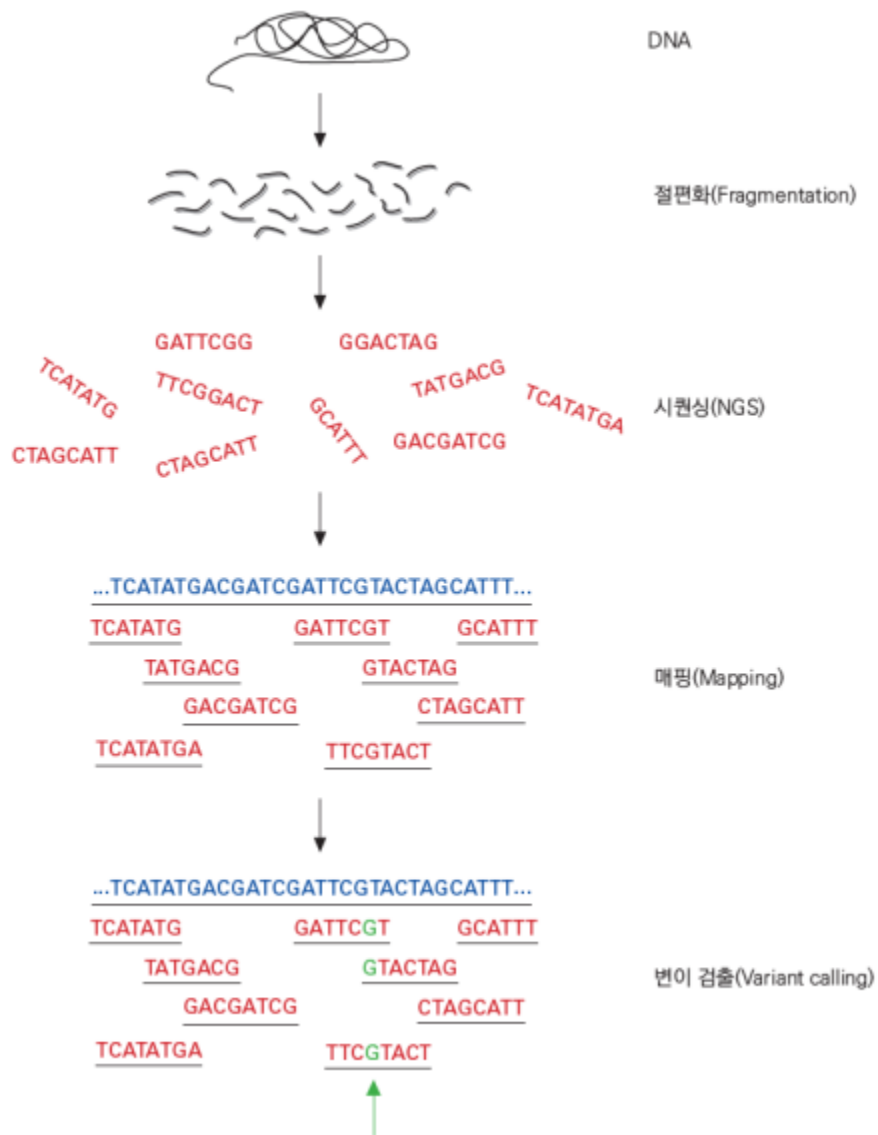 DNA
절편화(Fragmentation)
GATTCGG GGACTAG
TCATATG TTCGGACT GCATTT TATGACG TCATATGA
시퀀싱(NGS)
CTAGCATT CTAGCATT GACGATCG
...TCATATGACGATCGATTCGTACTAGCATTT...
TCATATG GATTCGT GCATTT
TATGACG GTACTAG
매핑(Mapping)
GACGATCG CTAGCATT
TCATATGA TTCGTACT
...TCATATGACGATCGATTCGTACTAGCATTT...
TCATATG GATTCGT GCATTT
TATGACG GTACTAG
변이 검출(Variant calling)
GACGATCG CTAGCATT
TCATATGA TTCGTACT